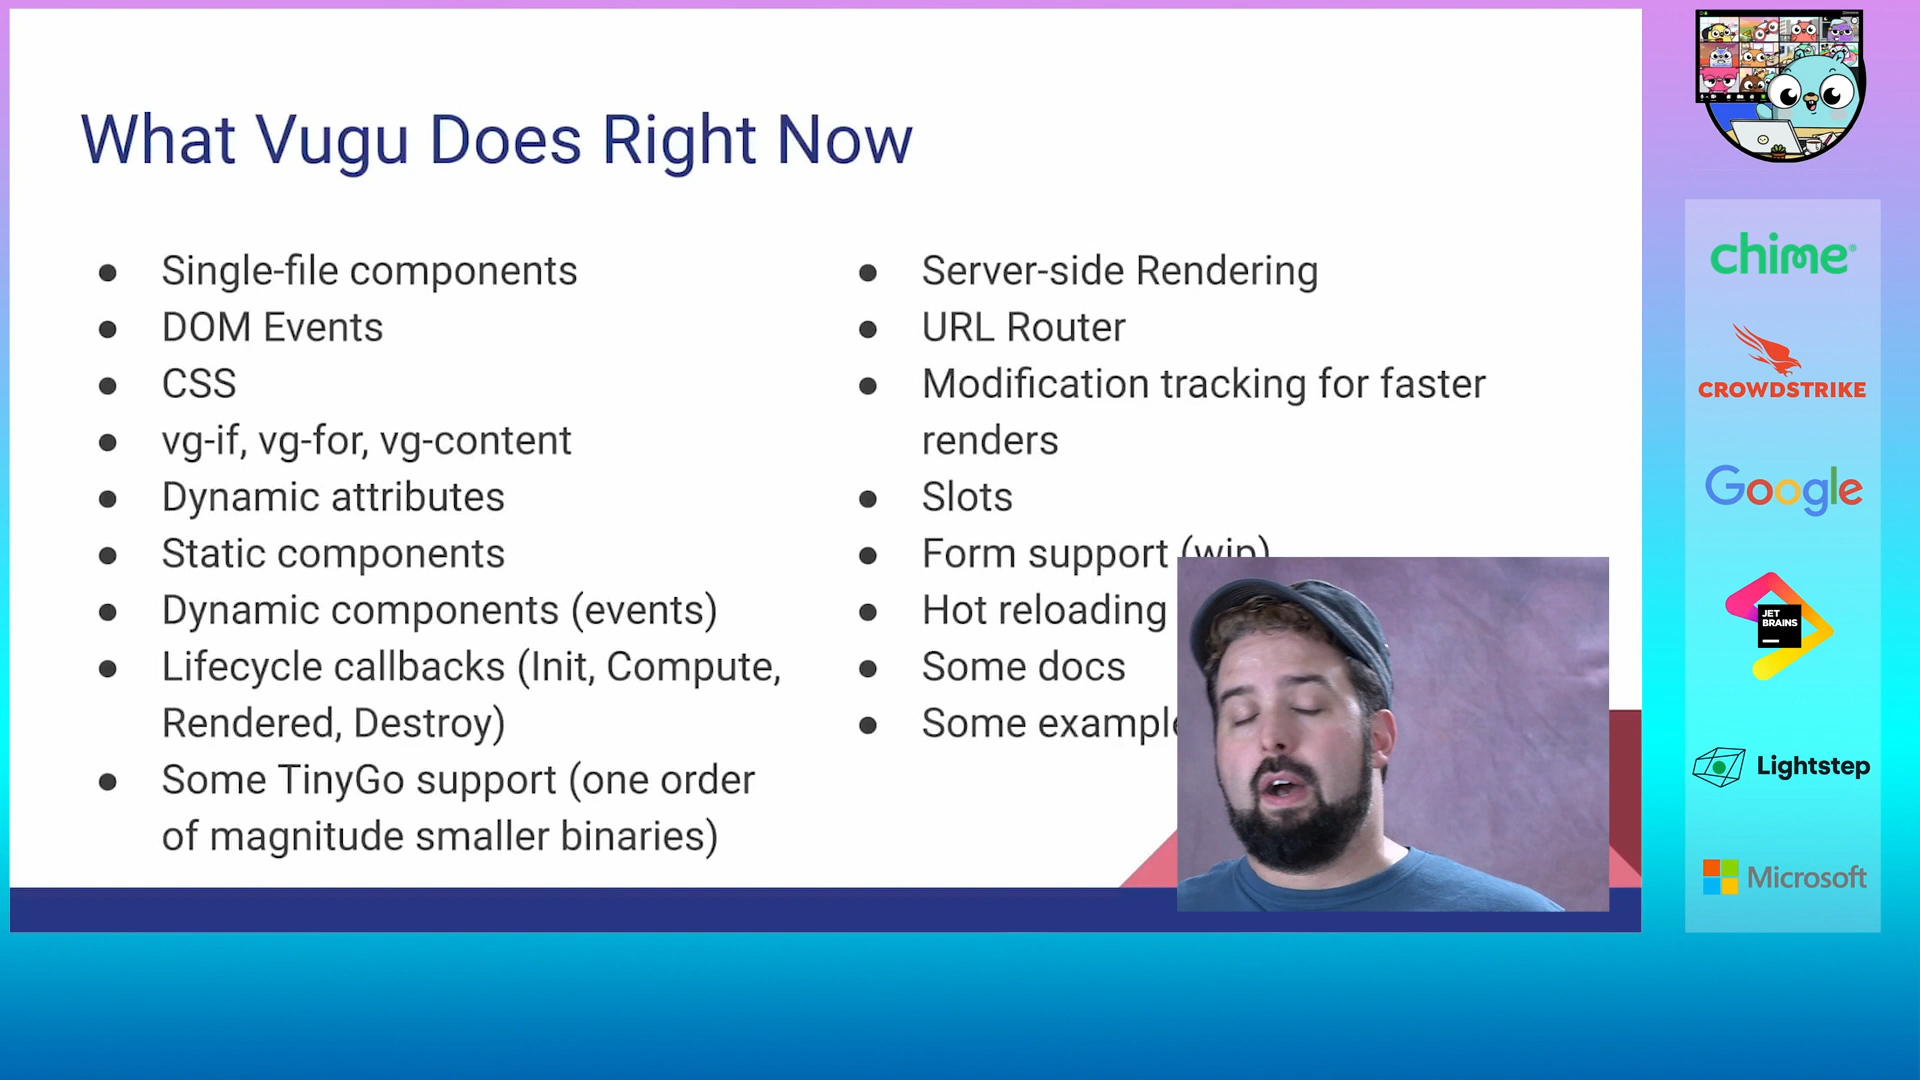 What Vugu Does Right Now
● Single-file components
● DOM Events
● CSS
● vg-if, vg-for, vg-content
● Dynamic attributes
● Static components
● Dynamic components (events)
● Lifecycle callbacks (Init, Compute,
Rendered, Destroy)
● Some TinyGo support (one order
of magnitude smaller binaries)
● Server-side Rendering
● URL Router
● Modification tracking for faster
renders
● Slots
● Form support (wip)
● Hot reloading
● Some docs
● Some example
chime®
CROWDSTRIKE
Google
JET
BRAINS
Lightstep
Microsoft